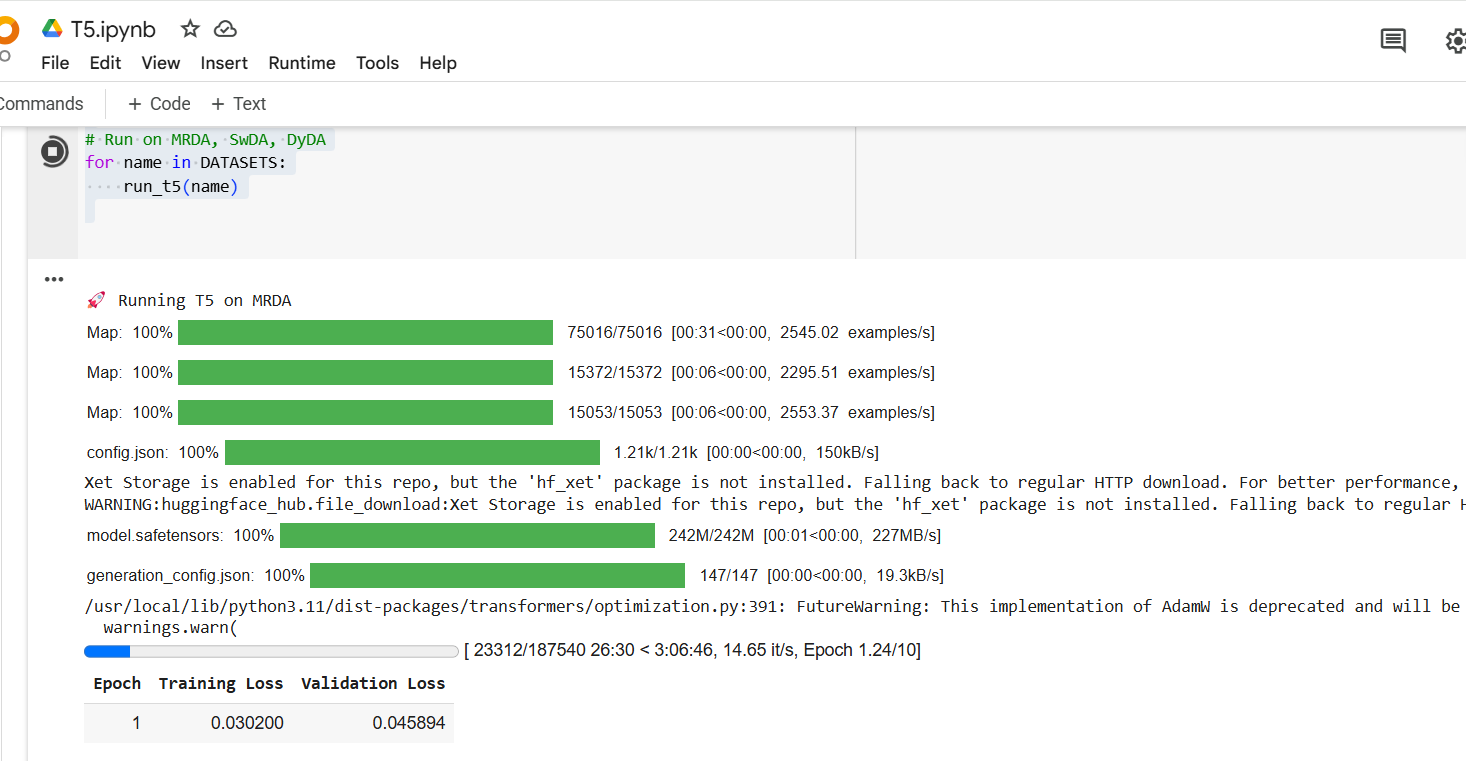 T5.ipynb
File Edit View Insert Runtime Tools Help
Commands + Code + Text
# Run on MRDA, SwDA, DyDA
for name in DATASETS:
    run_t5(name)
🚀 Running T5 on MRDA
Map: 100% 75016/75016 [00:31<00:00, 2545.02 examples/s]
Map: 100% 15372/15372 [00:06<00:00, 2295.51 examples/s]
Map: 100% 15053/15053 [00:06<00:00, 2553.37 examples/s]
config.json: 100% 1.21k/1.21k [00:00<00:00, 150kB/s]
Xet Storage is enabled for this repo, but the 'hf_xet' package is not installed. Falling back to regular HTTP download. For better performance,
WARNING:huggingface_hub.file_download:Xet Storage is enabled for this repo, but the 'hf_xet' package is not installed. Falling back to regular H
model.safetensors: 100% 242M/242M [00:01<00:00, 227MB/s]
generation_config.json: 100% 147/147 [00:00<00:00, 19.3kB/s]
/usr/local/lib/python3.11/dist-packages/transformers/optimization.py:391: FutureWarning: This implementation of AdamW is deprecated and will be
  warnings.warn(
[ 23312/187540 26:30 < 3:06:46, 14.65 it/s, Epoch 1.24/10]
Epoch Training Loss Validation Loss
1 0.030200 0.045894